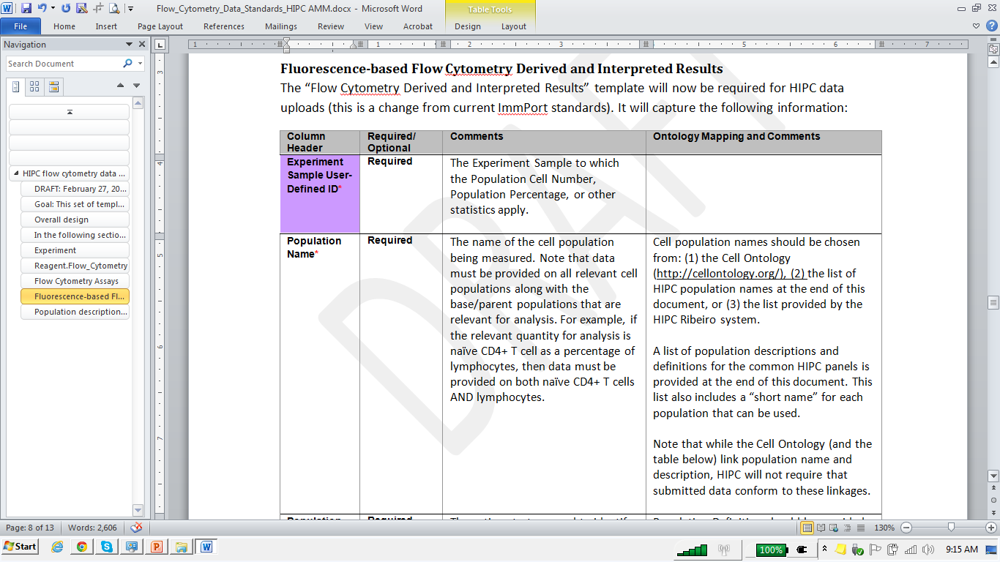 Flow_Cytometry_Data_Standards_HIPC AMM.docx - Microsoft Word
Table Tools
File
Home
Insert
Page Layout
References
Mailings
Review
View
Acrobat
Design
Layout
Navigation
Search Document
HIPC flow cytometry data ...
DRAFT: February 27, 20...
Goal: This set of templ...
Overall design
In the following sectio...
Experiment
Reagent.Flow_Cytometry
Flow Cytometry Assays
Fluorescence-based Fl...
Population description...
1 1 2 3 4 5 6 7
3
4
5
6
7
DRAFT
Fluorescence-based Flow Cytometry Derived and Interpreted Results
The “Flow Cytometry Derived and Interpreted Results” template will now be required for HIPC data
uploads (this is a change from current ImmPort standards). It will capture the following information:
Column
Header
Required/
Optional
Comments
Ontology Mapping and Comments
Experiment
Sample User-
Defined ID*
Required
The Experiment Sample to which
the Population Cell Number,
Population Percentage, or other
statistics apply.
Population
Name*
Required
The name of the cell population
being measured. Note that data
must be provided on all relevant cell
populations along with the
base/parent populations that are
relevant for analysis. For example, if
the relevant quantity for analysis is
naïve CD4+ T cell as a percentage of
lymphocytes, then data must be
provided on both naïve CD4+ T cells
AND lymphocytes.
Cell population names should be chosen
from: (1) the Cell Ontology
(http://cellontology.org/), (2) the list of
HIPC population names at the end of this
document, or (3) the list provided by the
HIPC Ribeiro system.
A list of population descriptions and
definitions for the common HIPC panels is
provided at the end of this document. This
list also includes a “short name” for each
population that can be used.
Note that while the Cell Ontology (and the
table below) link population name and
description, HIPC will not require that
submitted data conform to these linkages.
Population
Required
Page: 8 of 13
Words: 2,606
130%
Start
100%
9:15 AM